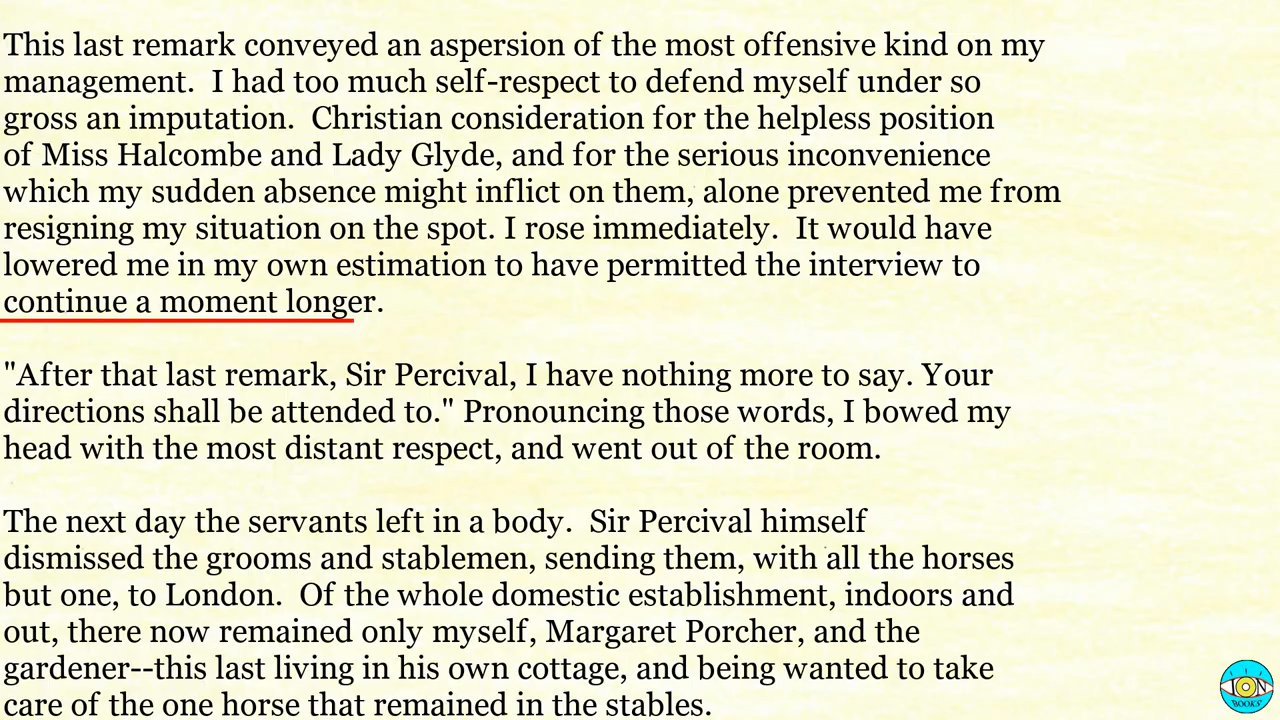 This last remark conveyed an aspersion of the most offensive kind on my
management.  I had too much self-respect to defend myself under so
gross an imputation.  Christian consideration for the helpless position
of Miss Halcombe and Lady Glyde, and for the serious inconvenience
which my sudden absence might inflict on them, alone prevented me from
resigning my situation on the spot. I rose immediately.  It would have
lowered me in my own estimation to have permitted the interview to
continue a moment longer.
"After that last remark, Sir Percival, I have nothing more to say. Your
directions shall be attended to." Pronouncing those words, I bowed my
head with the most distant respect, and went out of the room.
The next day the servants left in a body.  Sir Percival himself
dismissed the grooms and stablemen, sending them, with all the horses
but one, to London.  Of the whole domestic establishment, indoors and
out, there now remained only myself, Margaret Porcher, and the
gardener--this last living in his own cottage, and being wanted to take
care of the one horse that remained in the stables.
ION
BOOKS